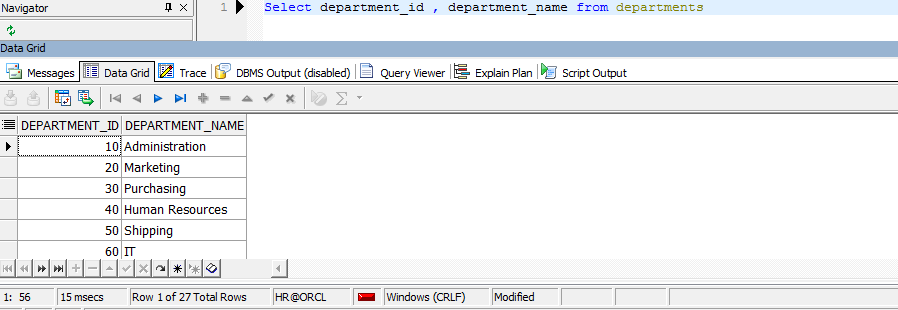 Navigator
1
Select department_id , department_name from departments
Data Grid
Messages Data Grid Trace DBMS Output (disabled) Query Viewer Explain Plan Script Output
DEPARTMENT_ID DEPARTMENT_NAME
10 Administration
20 Marketing
30 Purchasing
40 Human Resources
50 Shipping
60 IT
1: 56 15 msecs Row 1 of 27 Total Rows HR@ORCL Windows (CRLF) Modified